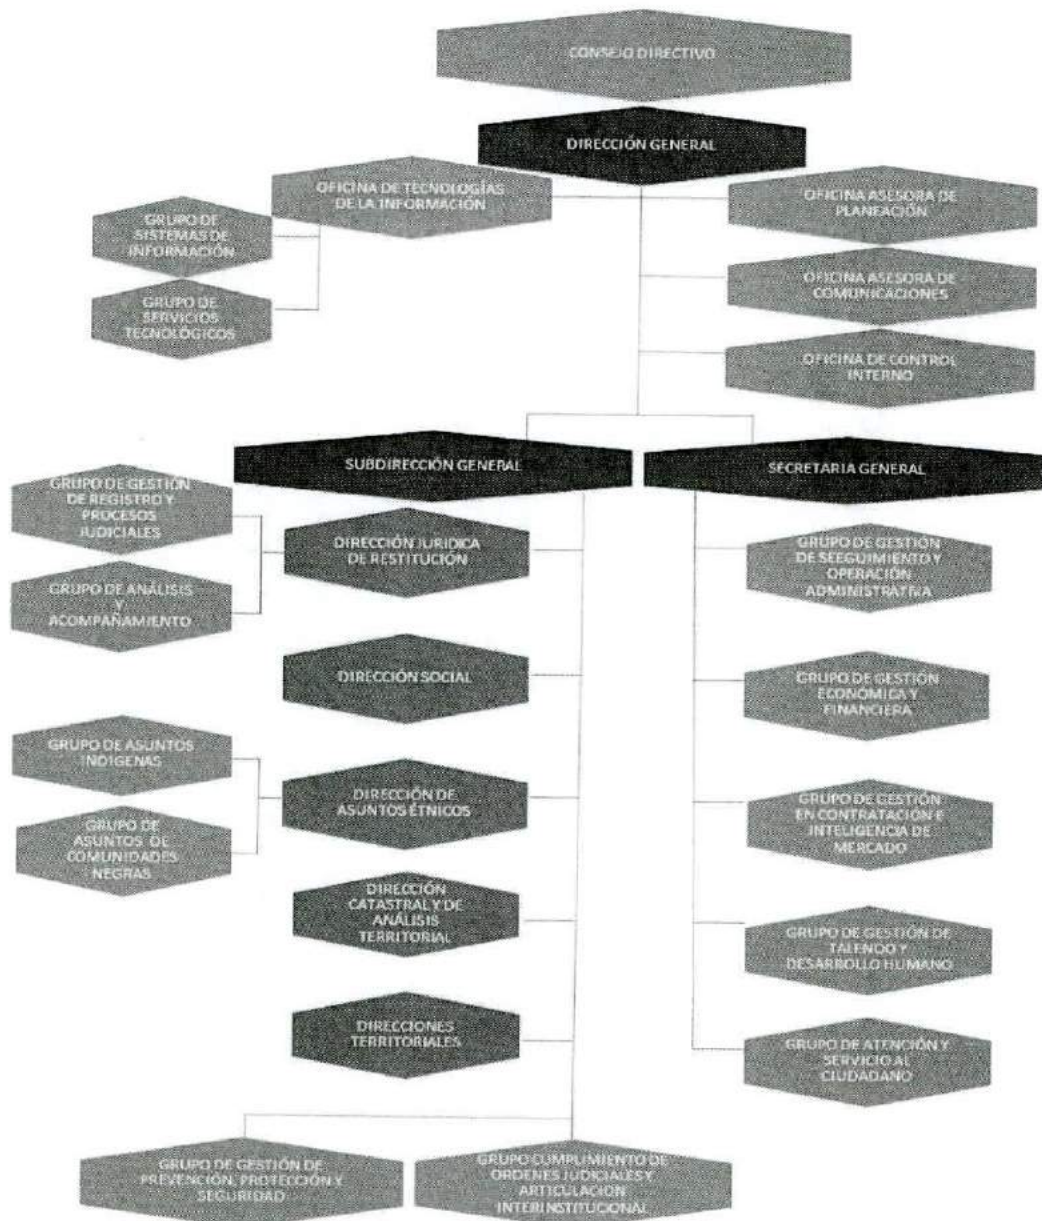 CONSEJO DIRECTIVO
DIRECCIÓN GENERAL
OFICINA DE TECNOLOGÍAS
DE LA INFORMACIÓN
GRUPO DE
SISTEMAS DE
INFORMACIÓN
GRUPO DE
SERVICIOS
TECNOLÓGICOS
OFICINA ASESORA DE
PLANEACIÓN
OFICINA ASESORA DE
COMUNICACIONES
OFICINA DE CONTROL
INTERNO
SUBDIRECCIÓN GENERAL
SECRETARIA GENERAL
GRUPO DE GESTIÓN
DE REGISTRO Y
PROCESOS
JUDICIALES
GRUPO DE ANÁLISIS
Y
ACOMPAÑAMIENTO
DIRECCIÓN JURIDICA
DE RESTITUCIÓN
DIRECCIÓN SOCIAL
GRUPO DE ASUNTOS
INDIGENAS
GRUPO DE
ASUNTOS DE
COMUNIDADES
NEGRAS
DIRECCIÓN DE
ASUNTOS ÉTNICOS
DIRECCIÓN
CATASTRAL Y DE
ANÁLISIS
TERRITORIAL
DIRECCIONES
TERRITORIALES
GRUPO DE GESTIÓN
DE SEEGUIMIENTO Y
OPERACIÓN
ADMINISTRATIVA
GRUPO DE GESTIÓN
ECONÓMICA Y
FINANCIERA
GRUPO DE GESTIÓN
EN CONTRATACIÓN E
INTELIGENCIA DE
MERCADO
GRUPO DE GESTIÓN DE
TALENDO Y
DESARROLLO HUMANO
GRUPO DE ATENCIÓN Y
SERVICIO AL
CIUDADANO
GRUPO DE GESTIÓN DE
PREVENCIÓN, PROTECCIÓN Y
SEGURIDAD
GRUPO CUMPLIMIENTO DE
ORDENES JUDICIALES Y
ARTICULACION
INTERINSTITUCIONAL